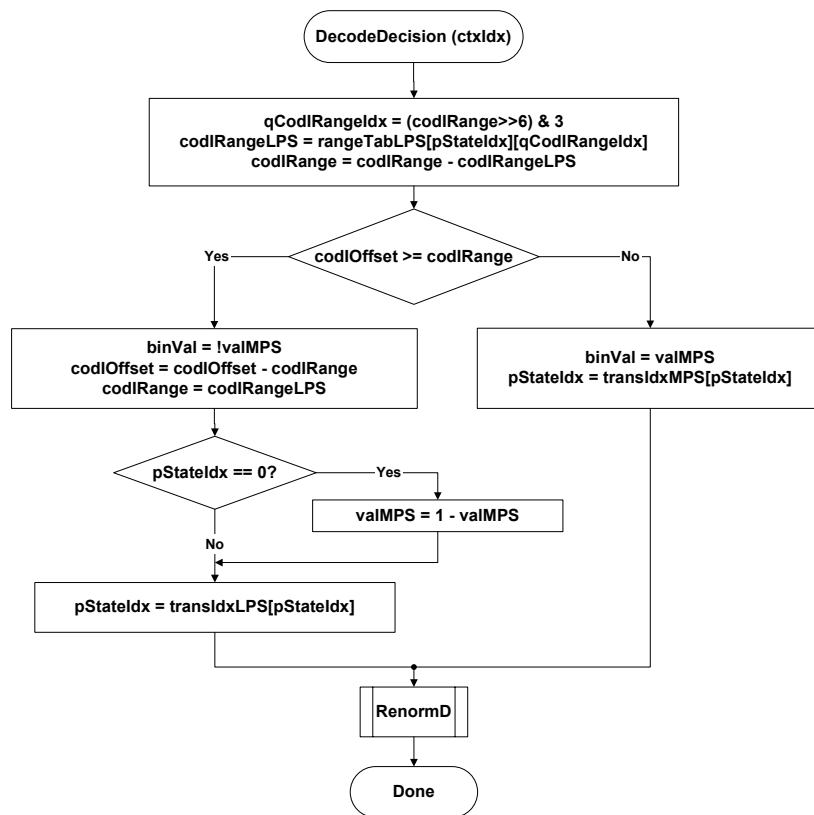 DecodeDecision (ctxIdx)
qCodIRangeIdx = (codIRange>>6) & 3
codIRangeLPS = rangeTabLPS[pStateIdx][qCodIRangeIdx]
codIRange = codIRange - codIRangeLPS
codIOffset >= codIRange
Yes
No
binVal = !valMPS
codIOffset = codIOffset - codIRange
codIRange = codIRangeLPS
binVal = valMPS
pStateIdx = transIdxMPS[pStateIdx]
pStateIdx == 0?
Yes
valMPS = 1 - valMPS
No
pStateIdx = transIdxLPS[pStateIdx]
RenormD
Done